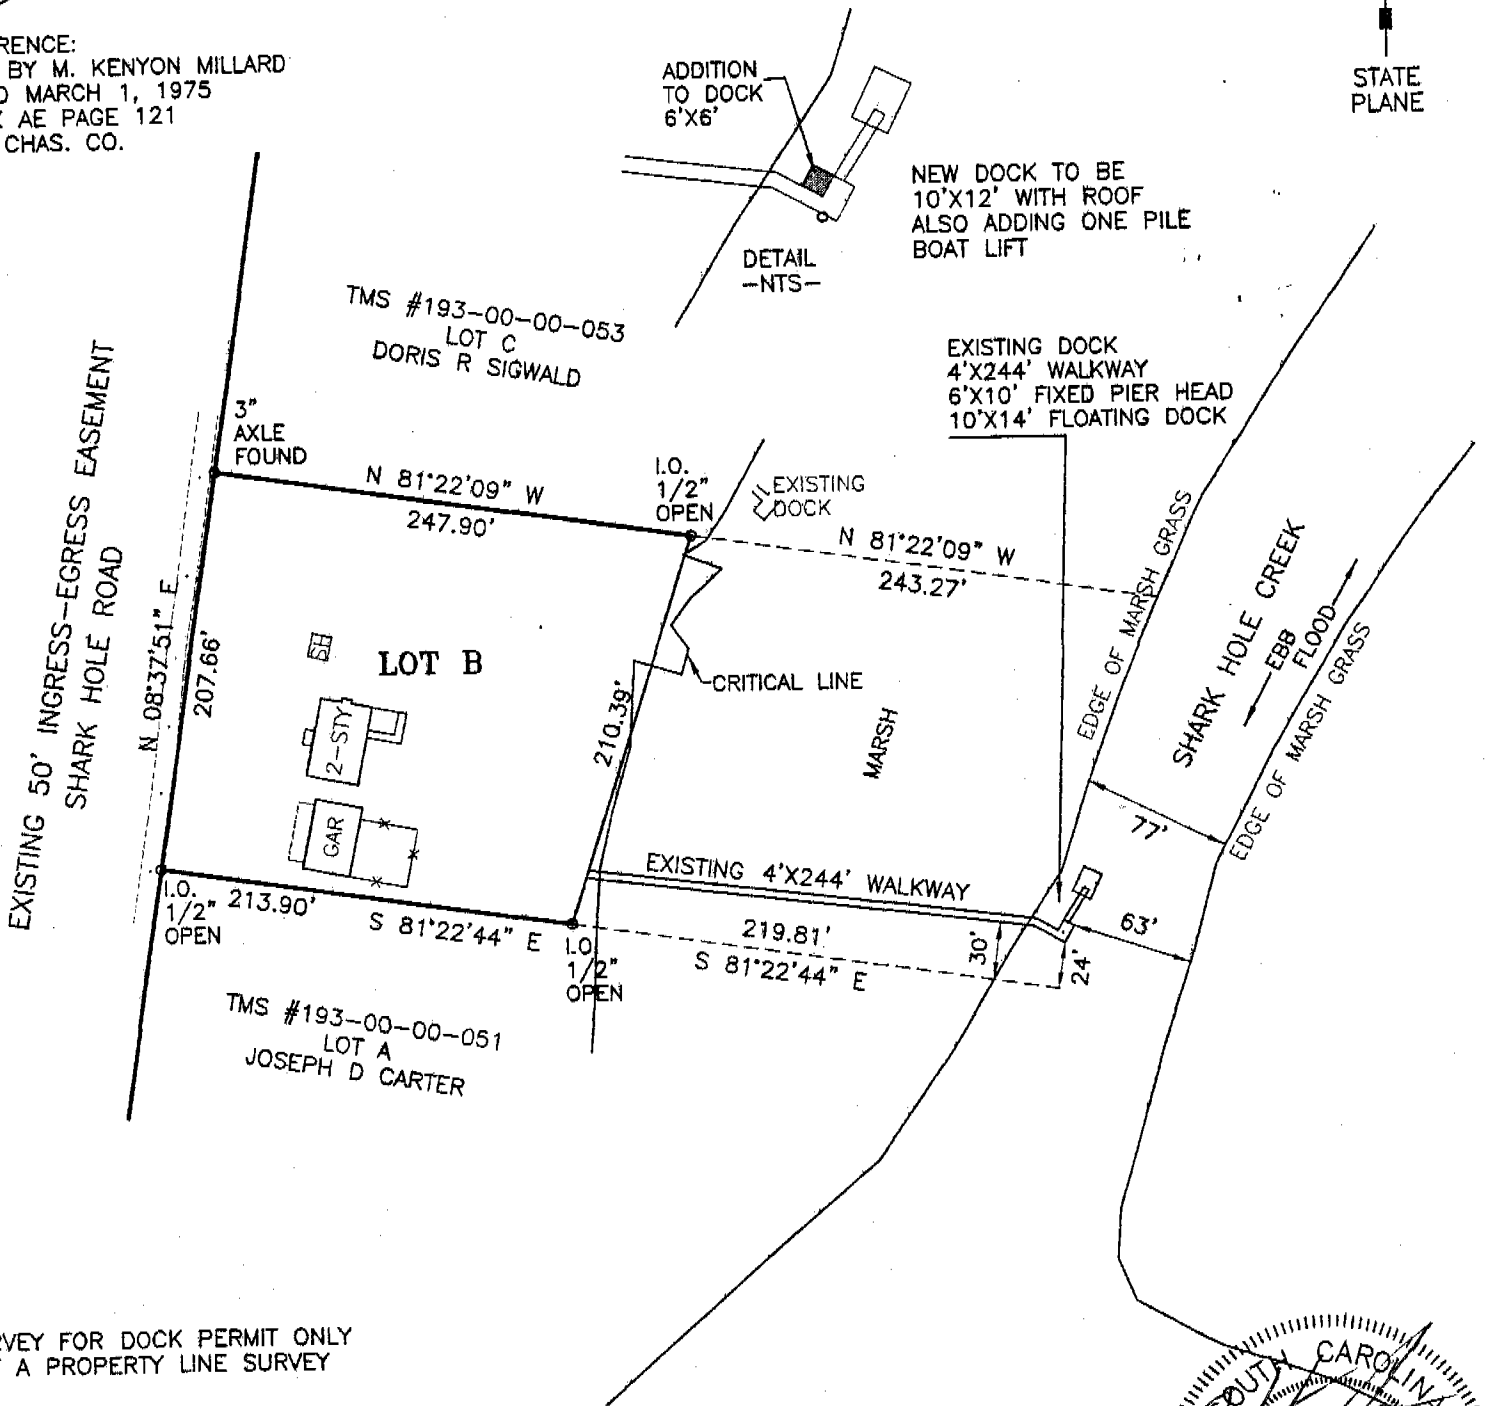 RENCE:
BY M. KENYON MILLARD
MARCH 1, 1975
AE PAGE 121
CHAS. CO.
ADDITION
TO DOCK
6'X6'
STATE
PLANE
NEW DOCK TO BE
10'X12' WITH ROOF
ALSO ADDING ONE PILE
BOAT LIFT
DETAIL
-NTS-
TMS #193-00-00-053
LOT C
DORIS R SIGWALD
EXISTING DOCK
4'X244' WALKWAY
6'X10' FIXED PIER HEAD
10'X14' FLOATING DOCK
EXISTING 50' INGRESS-EGRESS EASEMENT
SHARK HOLE ROAD
3"
AXLE
FOUND
N 81°22'09" W
247.90'
I.O.
1/2"
OPEN
EXISTING
DOCK
N 81°22'09" W
243.27'
EDGE OF MARSH GRASS
SHARK HOLE CREEK
EBB
FLOOD
EDGE OF MARSH GRASS
N 08°37'51" E
207.66'
SH
LOT B
2-STY
GAR
210.39'
CRITICAL LINE
MARSH
77'
EXISTING 4'X244' WALKWAY
I.O.
1/2"
OPEN
213.90'
S 81°22'44" E
I.O.
1/2"
OPEN
219.81'
S 81°22'44" E
30'
24'
63'
TMS #193-00-00-051
LOT A
JOSEPH D CARTER
RVEY FOR DOCK PERMIT ONLY
A PROPERTY LINE SURVEY
OUTH CAROLINA